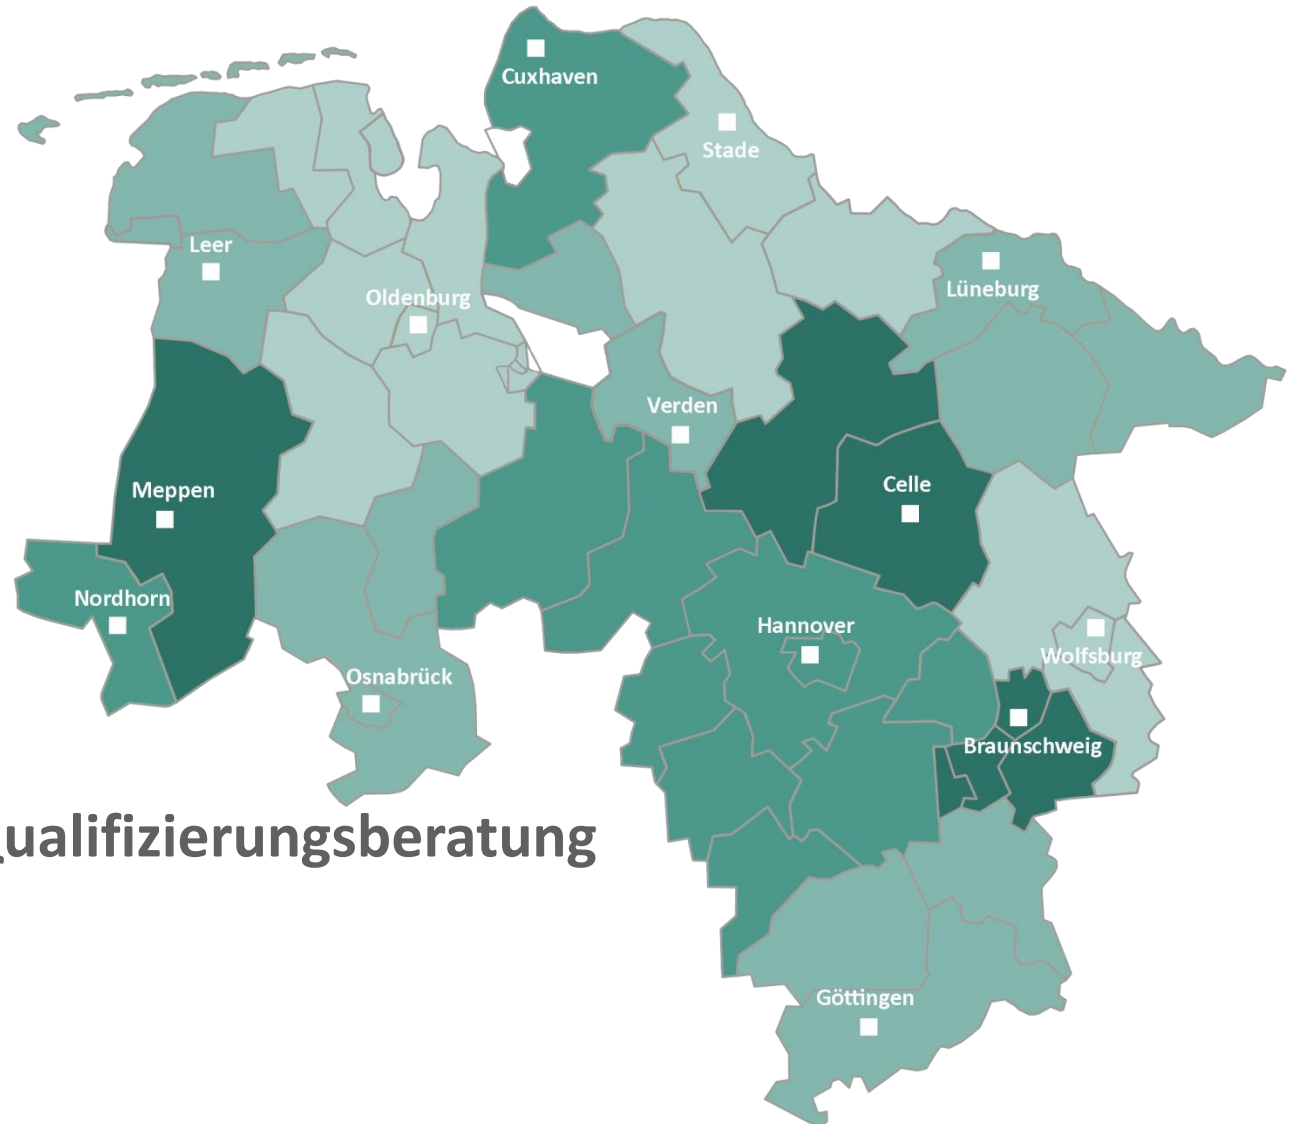 Cuxhaven
Stade
Leer
Lüneburg
Oldenburg
Verden
Celle
Meppen
Nordhorn
Hannover
Wolfsburg
Osnabrück
Braunschweig
ualifizierungsberatung
Göttingen